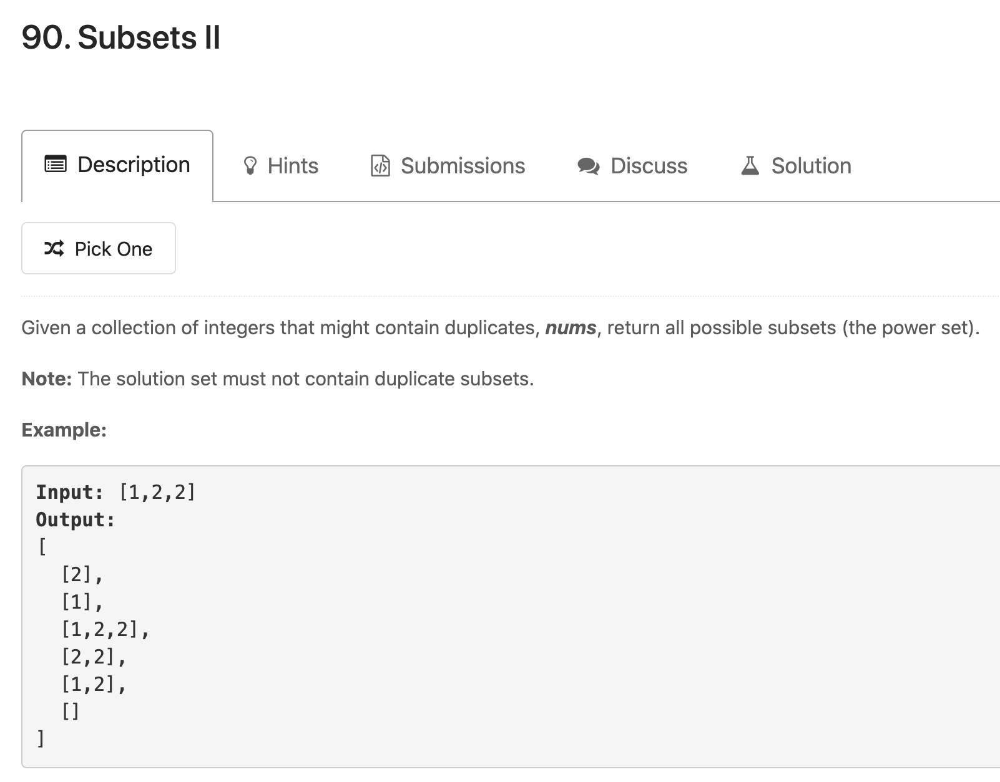 90. Subsets II
Description
Hints
Submissions
Discuss
Solution
Pick One
Given a collection of integers that might contain duplicates, nums, return all possible subsets (the power set).
Note: The solution set must not contain duplicate subsets.
Example:
Input: [1,2,2]
Output:
[
  [2],
  [1],
  [1,2,2],
  [2,2],
  [1,2],
  []
]